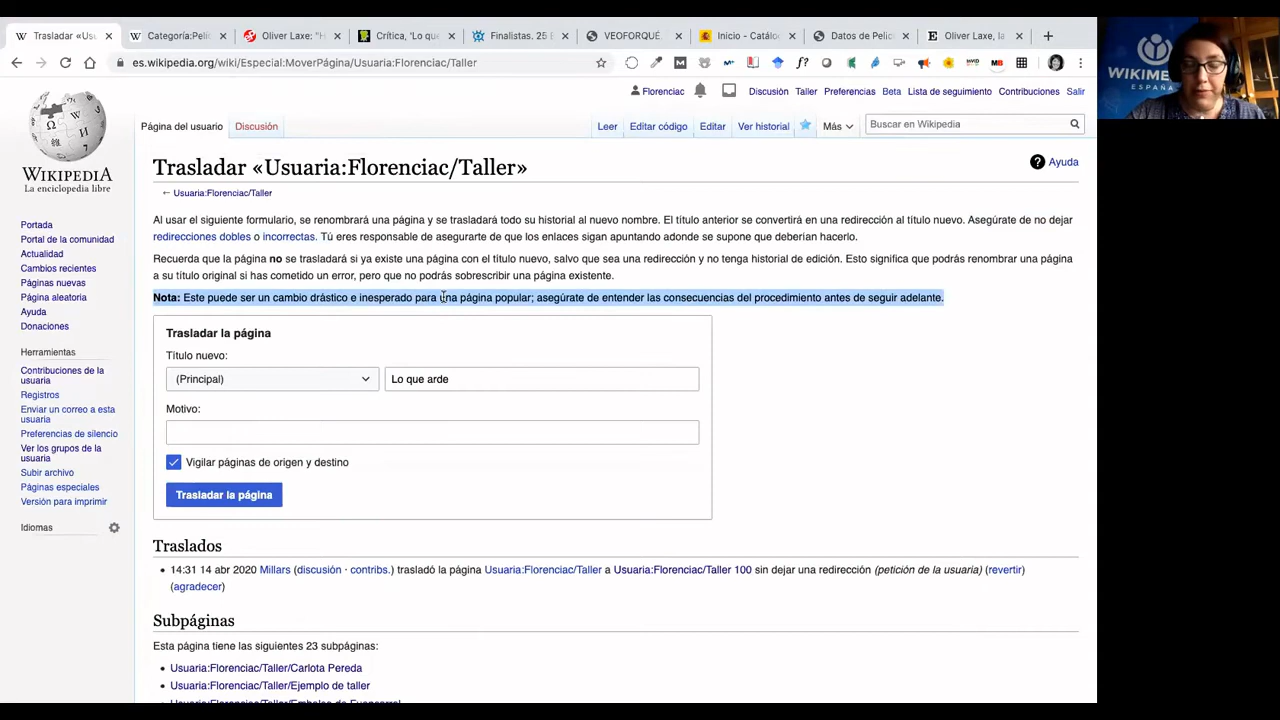 Trasladar «Usu
Categoría:Pelí
Oliver Laxe: "H
Crítica, 'Lo que
Finalistas. 25 E
VEOFORQUÉ.
Inicio - Catálo
Datos de Pelíc
Oliver Laxe, la
es.wikipedia.org/wiki/Especial:MoverPágina/Usuaria:Florenciac/Taller
WIKIME
ESPAÑA
Florenciac Discusión Taller Preferencias Beta Lista de seguimiento Contribuciones Salir
Página del usuario Discusión Leer Editar código Editar Ver historial Más Buscar en Wikipedia
WIKIPEDIA
La enciclopedia libre
Portada
Portal de la comunidad
Actualidad
Cambios recientes
Páginas nuevas
Página aleatoria
Ayuda
Donaciones
Herramientas
Contribuciones de la
usuaria
Registros
Enviar un correo a esta
usuaria
Preferencias de silencio
Ver los grupos de la
usuaria
Subir archivo
Páginas especiales
Versión para imprimir
Idiomas
Trasladar «Usuaria:Florenciac/Taller»
Ayuda
← Usuaria:Florenciac/Taller
Al usar el siguiente formulario, se renombrará una página y se trasladará todo su historial al nuevo nombre. El título anterior se convertirá en una redirección al título nuevo. Asegúrate de no dejar
redirecciones dobles o incorrectas. Tú eres responsable de asegurarte de que los enlaces sigan apuntando adonde se supone que deberían hacerlo.
Recuerda que la página no se trasladará si ya existe una página con el título nuevo, salvo que sea una redirección y no tenga historial de edición. Esto significa que podrás renombrar una página
a su título original si has cometido un error, pero que no podrás sobrescribir una página existente.
Nota: Este puede ser un cambio drástico e inesperado para una página popular; asegúrate de entender las consecuencias del procedimiento antes de seguir adelante.
Trasladar la página
Título nuevo:
(Principal) Lo que arde
Motivo:
Vigilar páginas de origen y destino
Trasladar la página
Traslados
• 14:31 14 abr 2020 Millars (discusión · contribs.) trasladó la página Usuaria:Florenciac/Taller a Usuaria:Florenciac/Taller 100 sin dejar una redirección (petición de la usuaria) (revertir)
(agradecer)
Subpáginas
Esta página tiene las siguientes 23 subpáginas:
• Usuaria:Florenciac/Taller/Carlota Pereda
• Usuaria:Florenciac/Taller/Ejemplo de taller